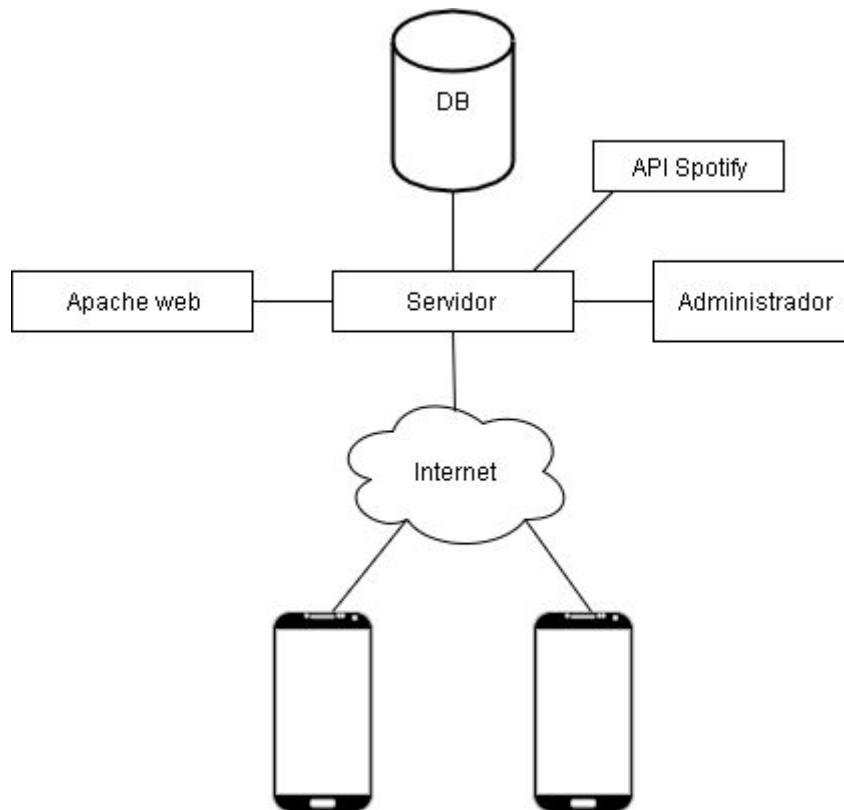 DB
API Spotify
Apache web
Servidor
Administrador
Internet